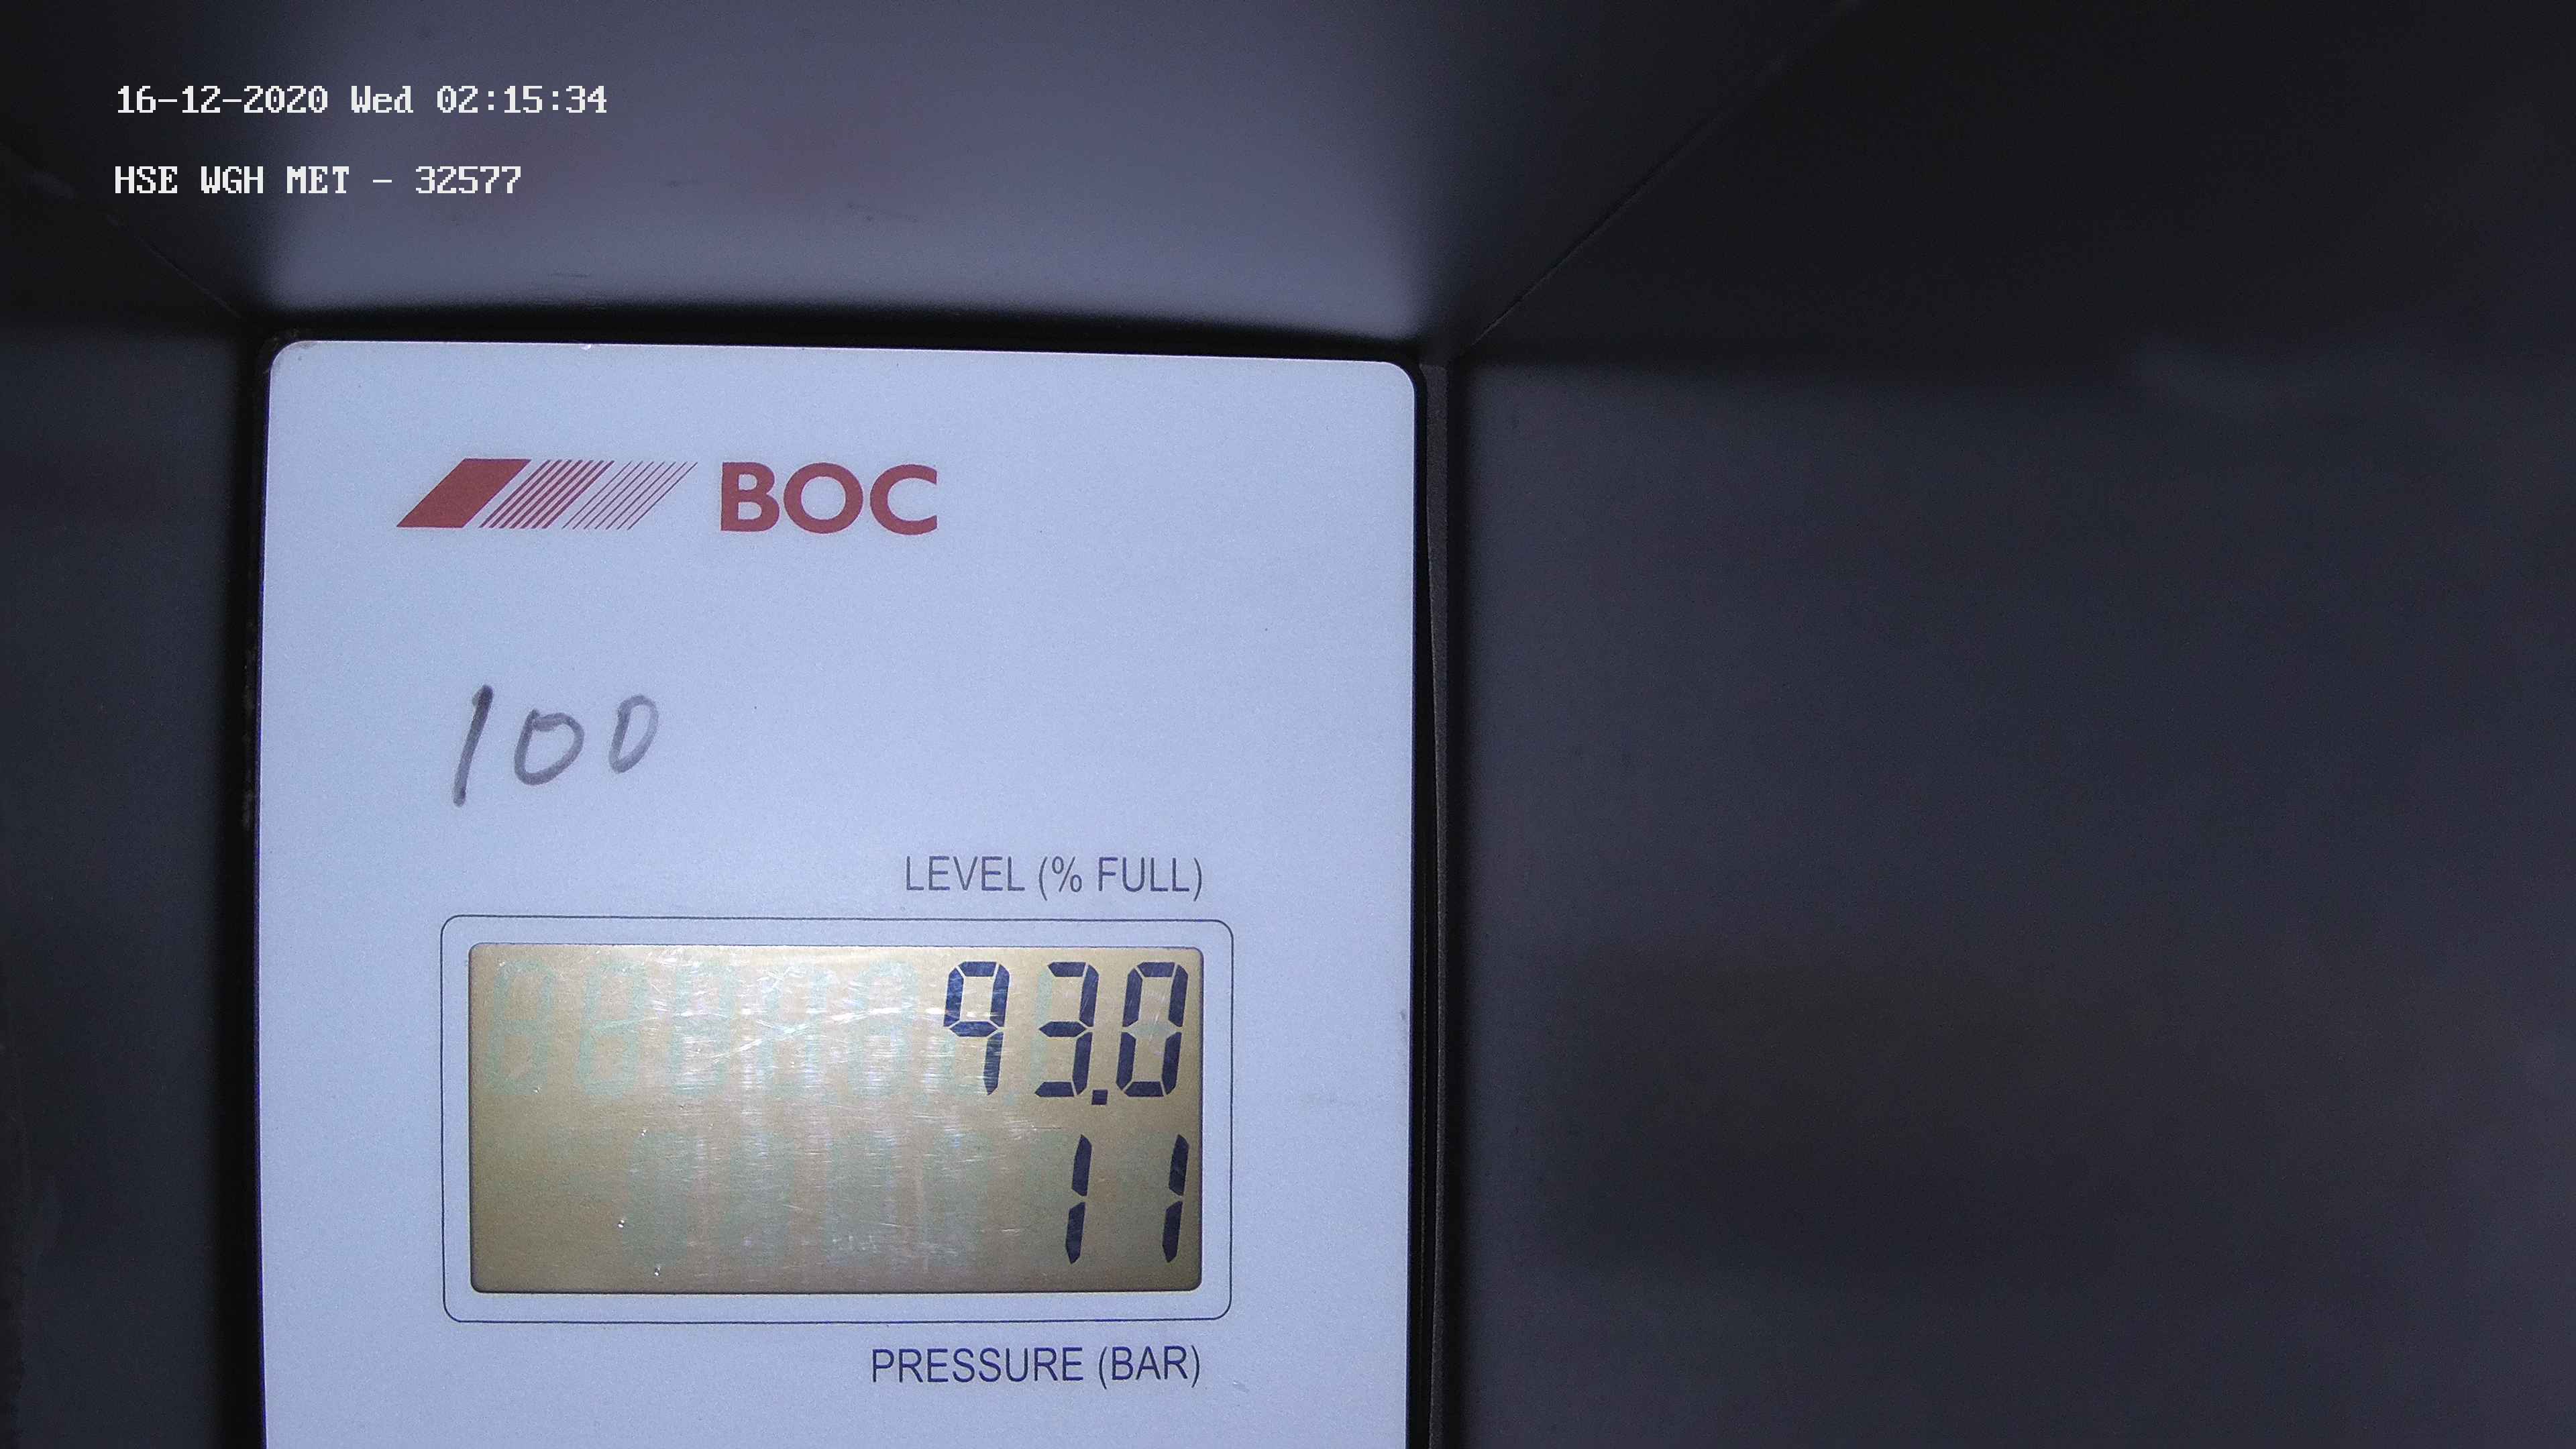 16-12-2020 Wed 02:15:34
HSE WGH MET - 32577
BOC
100
LEVEL (% FULL)
93.0
11
PRESSURE (BAR)